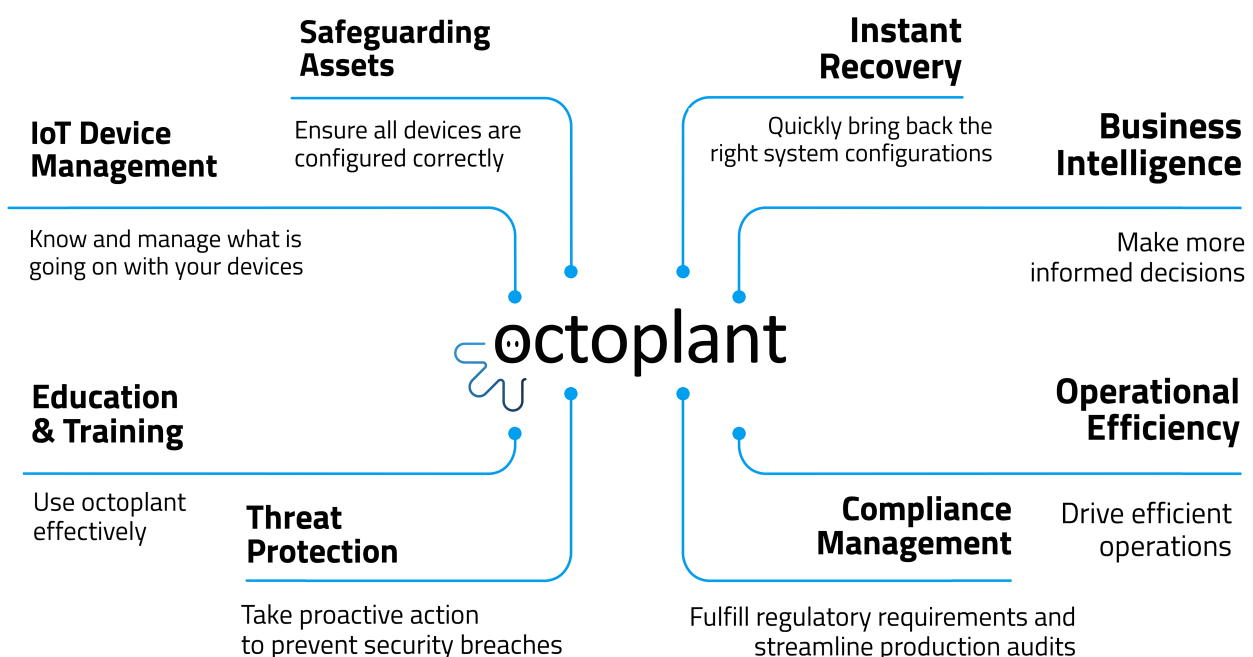 Safeguarding
Assets
Ensure all devices are
configured correctly
Instant
Recovery
Quickly bring back the
right system configurations
IoT Device
Management
Know and manage what is
going on with your devices
Business
Intelligence
Make more
informed decisions
octoplant
Education
& Training
Use octoplant
effectively
Operational
Efficiency
Drive efficient
operations
Threat
Protection
Take proactive action
to prevent security breaches
Compliance
Management
Fulfill regulatory requirements and
streamline production audits